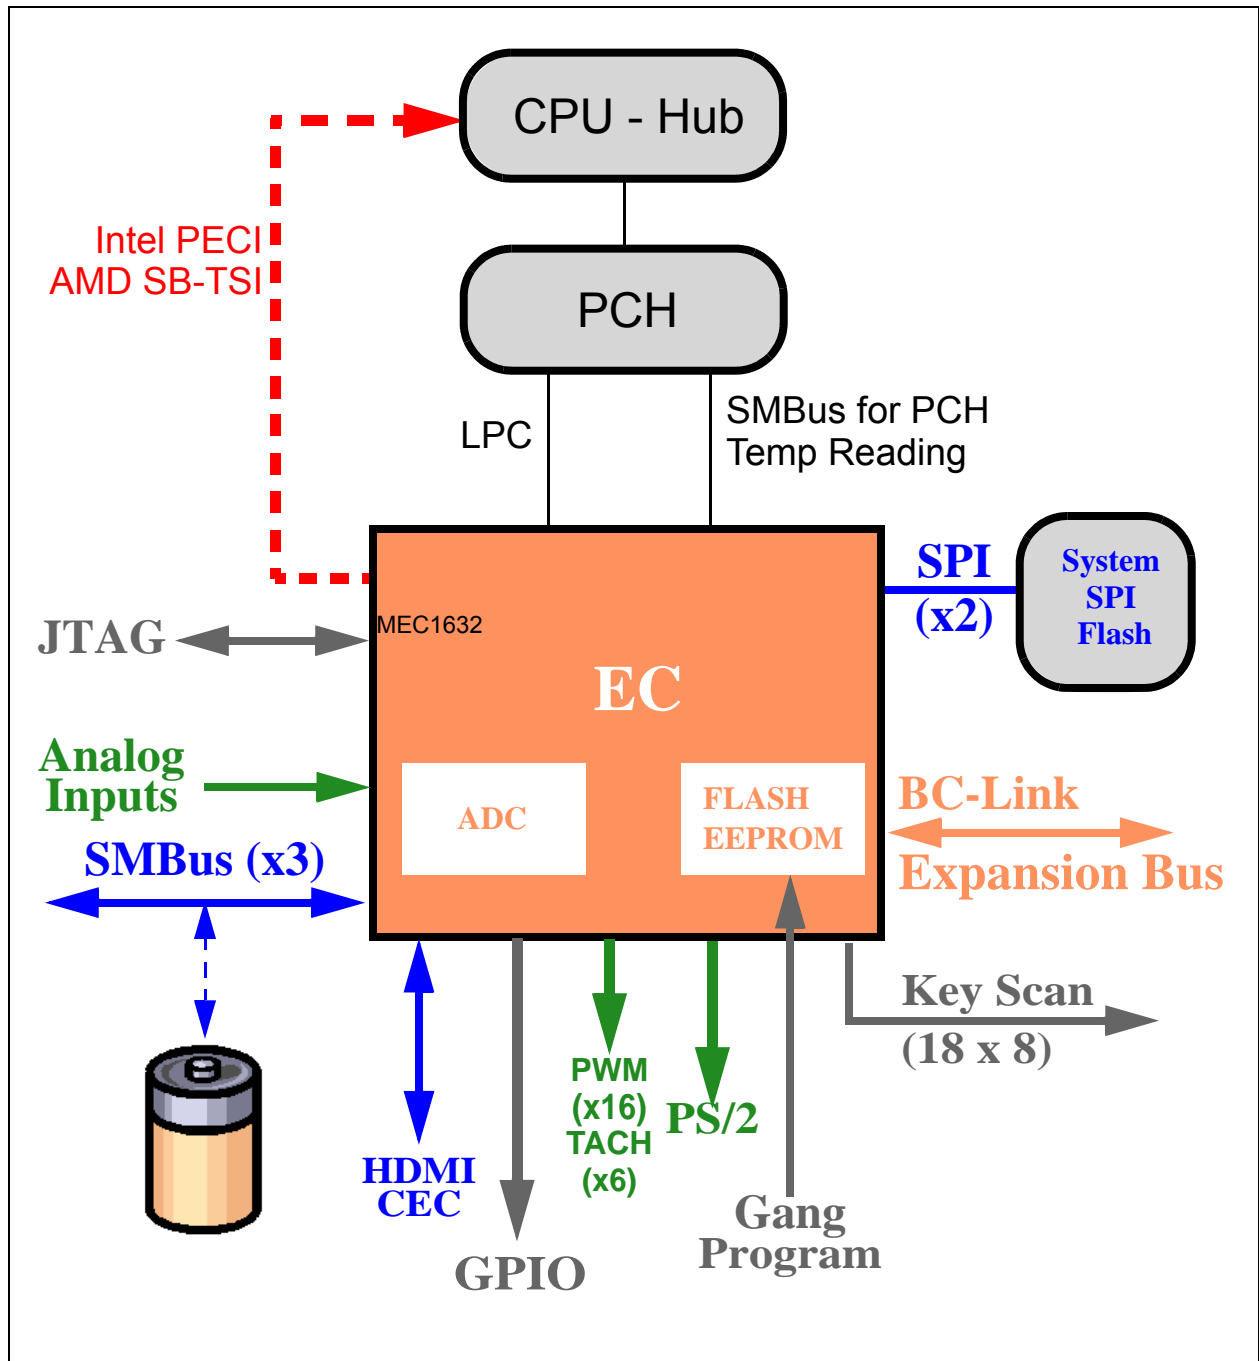 CPU - Hub
Intel PECI
AMD SB-TSI
PCH
LPC
SMBus for PCH
Temp Reading
SPI
(x2)
System
SPI
Flash
JTAG
MEC1632
EC
Analog
Inputs
ADC
FLASH
EEPROM
BC-Link
Expansion Bus
SMBus (x3)
Key Scan
(18 x 8)
HDMI
CEC
GPIO
PWM
(x16)
TACH
(x6)
PS/2
Gang
Program